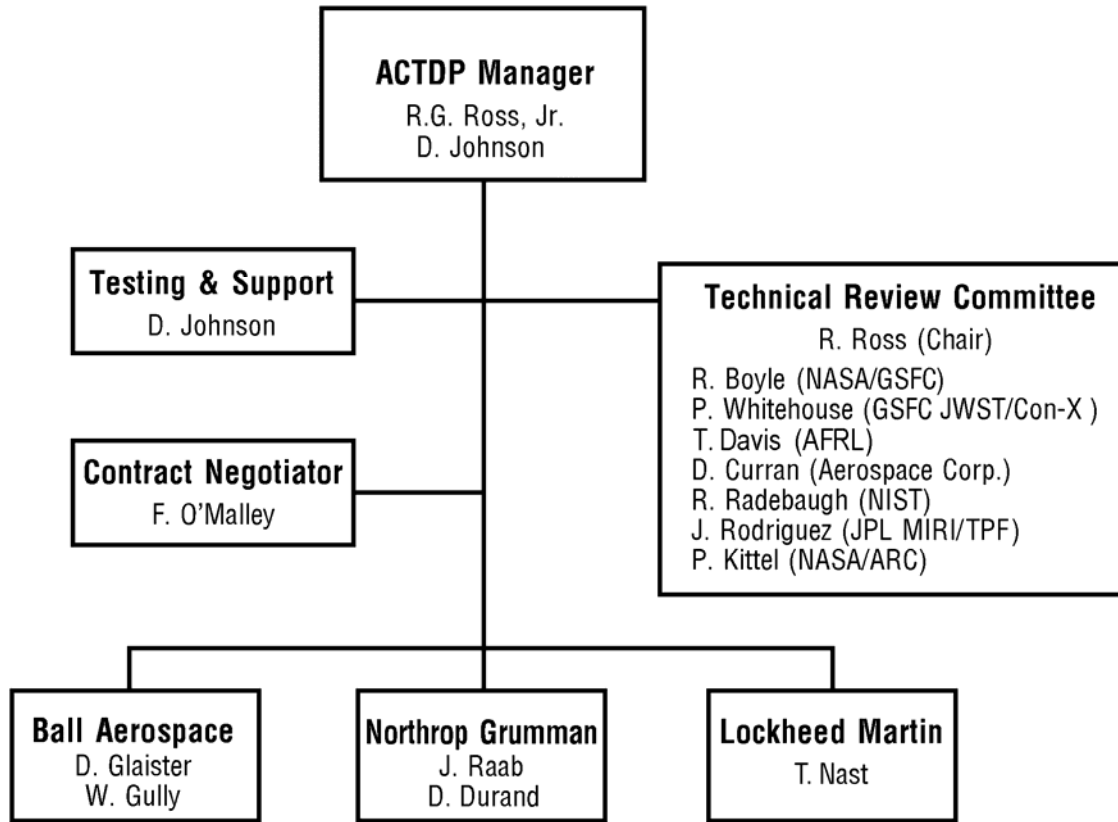 ACTDP Manager
R.G. Ross, Jr.
D. Johnson
Testing & Support
D. Johnson
Technical Review Committee
R. Ross (Chair)
R. Boyle (NASA/GSFC)
P. Whitehouse (GSFC JWST/Con-X )
T. Davis (AFRL)
D. Curran (Aerospace Corp.)
R. Radebaugh (NIST)
J. Rodriguez (JPL MIRI/TPF)
P. Kittel (NASA/ARC)
Contract Negotiator
F. O'Malley
Ball Aerospace
D. Glaister
W. Gully
Northrop Grumman
J. Raab
D. Durand
Lockheed Martin
T. Nast